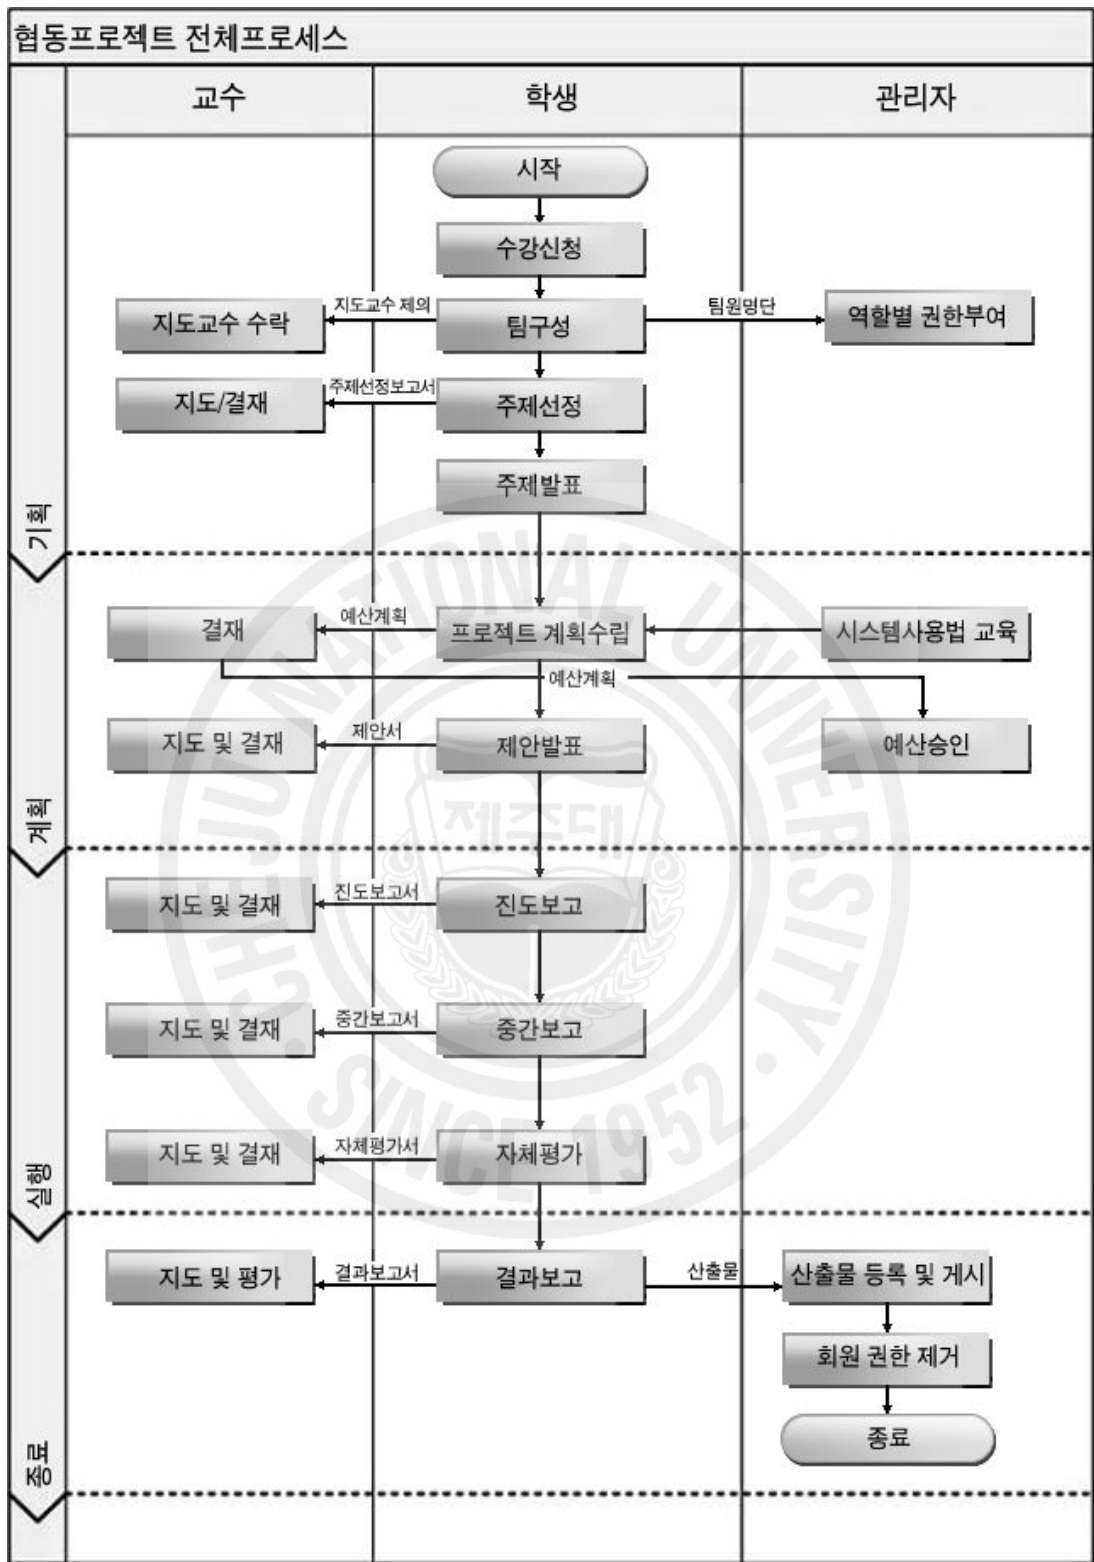 협동프로젝트 전체프로세스
교수
학생
관리자
시작
수강신청
지도교수 수락
지도교수 제의
팀구성
팀원명단
역할별 권한부여
지도/결재
주제선정보고서
주제선정
주제발표
기획
결재
예산계획
프로젝트 계획수립
시스템사용법 교육
예산계획
지도 및 결재
제안서
제안발표
예산승인
계획
지도 및 결재
진도보고서
진도보고
지도 및 결재
중간보고서
중간보고
지도 및 결재
자체평가서
자체평가
실행
지도 및 평가
결과보고서
결과보고
산출물
산출물 등록 및 게시
회원 권한 제거
종료
종료
CHEJU NATIONAL UNIVERSITY
제주대
SINCE 1952